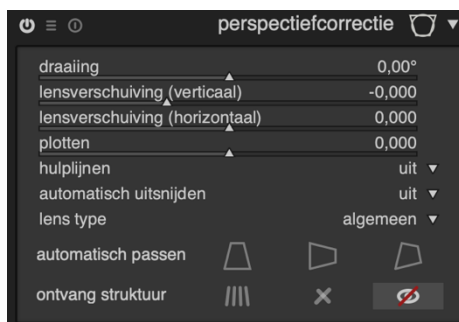 perspectiefcorrectie
draaiing 0,00°
lensverschuiving (verticaal) -0,000
lensverschuiving (horizontaal) 0,000
plotten 0,000
hulplijnen uit
automatisch uitsnijden uit
lens type algemeen
automatisch passen
ontvang struktuur